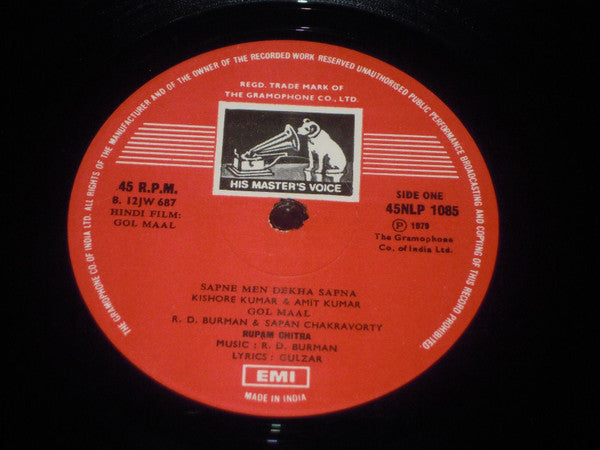 ALL RIGHTS OF THE MANUFACTURER AND OF THE OWNER OF THE RECORDED WORK RESERVED UNAUTHORISED PUBLIC PERFORMANCE BROADCASTING AND COPYING OF THIS RECORD PROHIBITED.
THE GRAMOPHONE CO. OF INDIA LTD.
REGD. TRADE MARK OF
THE GRAMOPHONE CO., LTD.
HIS MASTER'S VOICE
45 R.P.M.
B. 12JW 687
HINDI FILM:
GOL MAAL
SIDE ONE
45NLP 1085
Ⓟ 1979
The Gramophone
Co. of India Ltd.
SAPNE MEN DEKHA SAPNA
KISHORE KUMAR & AMIT KUMAR
GOL MAAL
R. D. BURMAN & SAPAN CHAKRAVORTY
RUPAM CHITRA
MUSIC : R. D. BURMAN
LYRICS : GULZAR
EMI
MADE IN INDIA